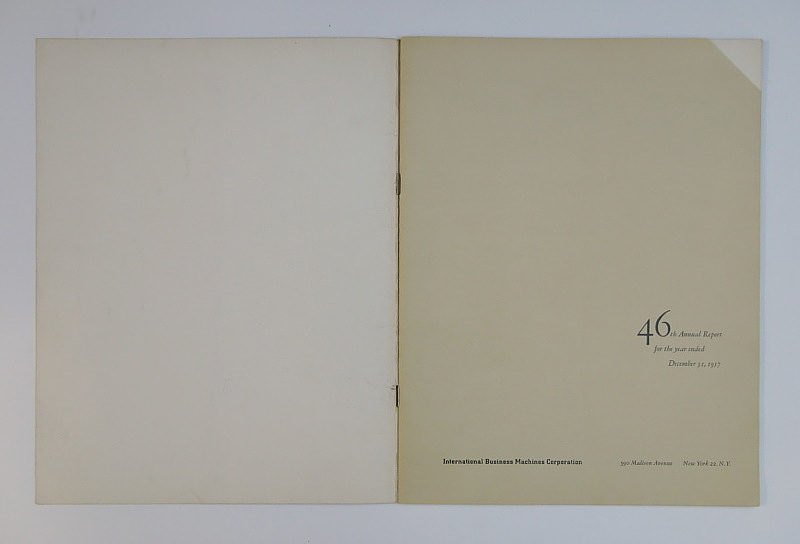 46th Annual Report
for the year ended
December 31, 1957
International Business Machines Corporation
590 Madison Avenue New York 22, N.Y.